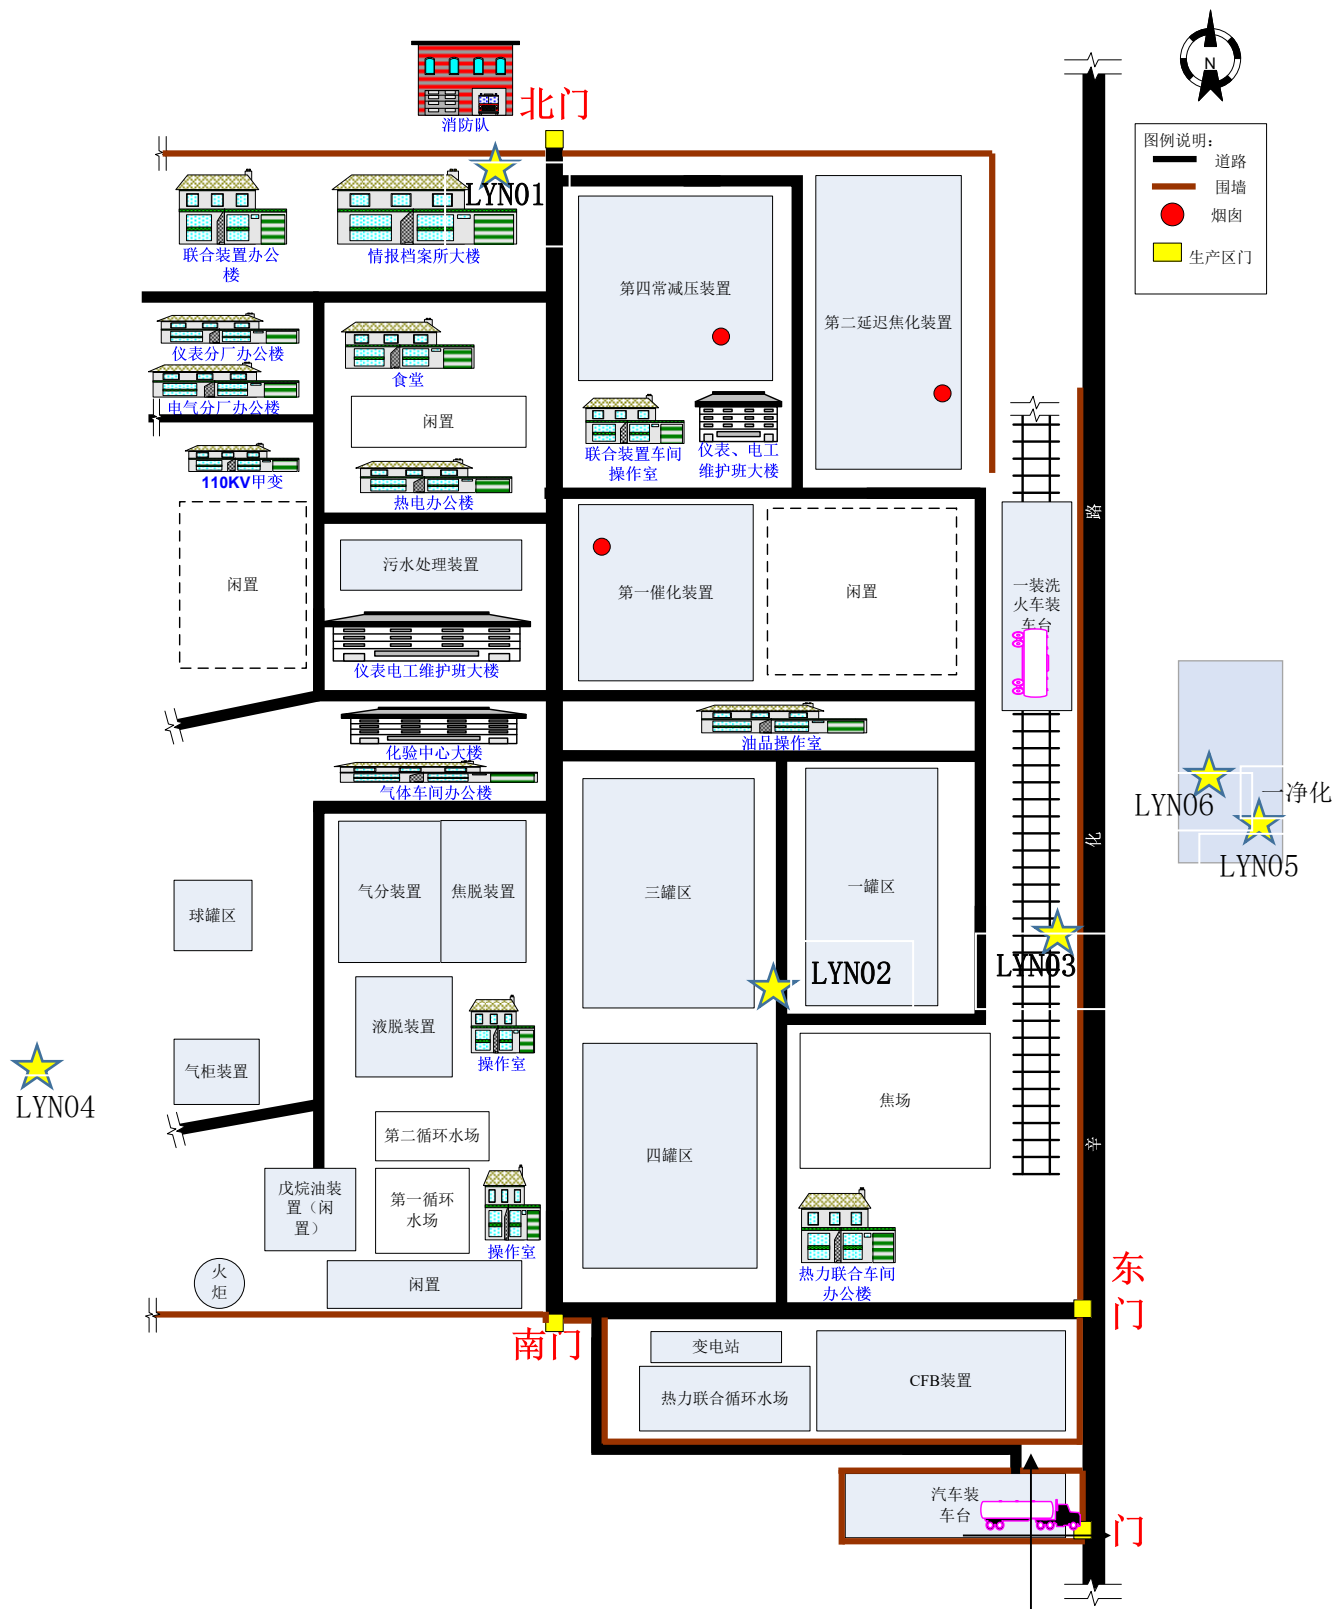 N
图例说明：
道路
围墙
烟囱
生产区门
北门
消防队
LYN01
联合装置办公
楼
情报档案所大楼
第四常减压装置
第二延迟焦化装置
仪表分厂办公楼
食堂
电气分厂办公楼
闲置
联合装置车间
操作室
仪表、电工
维护班大楼
110KV甲变
热电办公楼
路
污水处理装置
闲置
第一催化装置
闲置
一装洗
火车装
车台
仪表电工维护班大楼
油品操作室
化验中心大楼
气体车间办公楼
LYN06
一净化
LYN05
化
气分装置
焦脱装置
三罐区
一罐区
球罐区
LYN02
LYN03
液脱装置
操作室
气柜装置
LYN04
焦场
第二循环水场
四罐区
辛
戊烷油装
置（闲
置）
第一循环
水场
操作室
热力联合车间
办公楼
火
炬
闲置
东
门
南门
变电站
热力联合循环水场
CFB装置
汽车装
车台
门